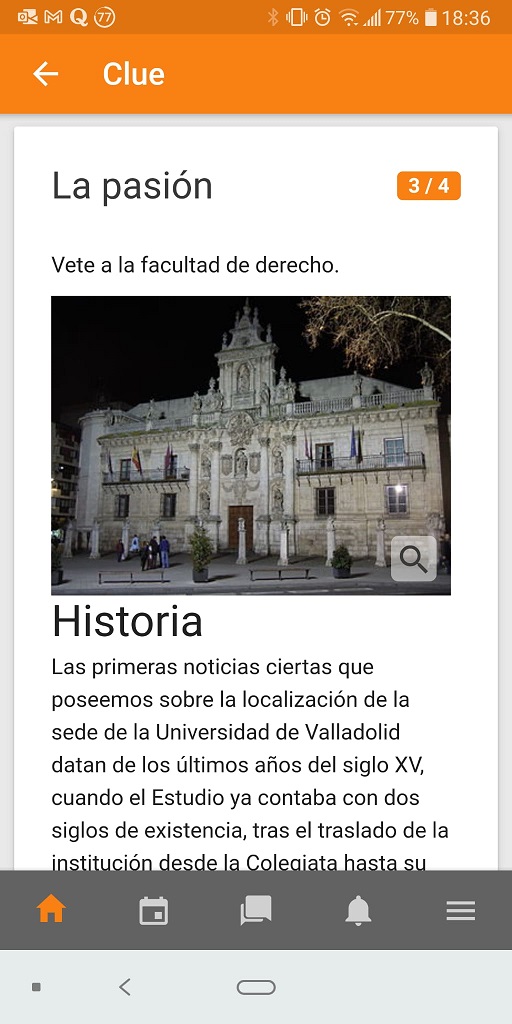 77
77%
18:36
Clue
La pasión
3 / 4
Vete a la facultad de derecho.
Historia
Las primeras noticias ciertas que
poseemos sobre la localización de la
sede de la Universidad de Valladolid
datan de los últimos años del siglo XV,
cuando el Estudio ya contaba con dos
siglos de existencia, tras el traslado de la
institución desde la Colegiata hasta su